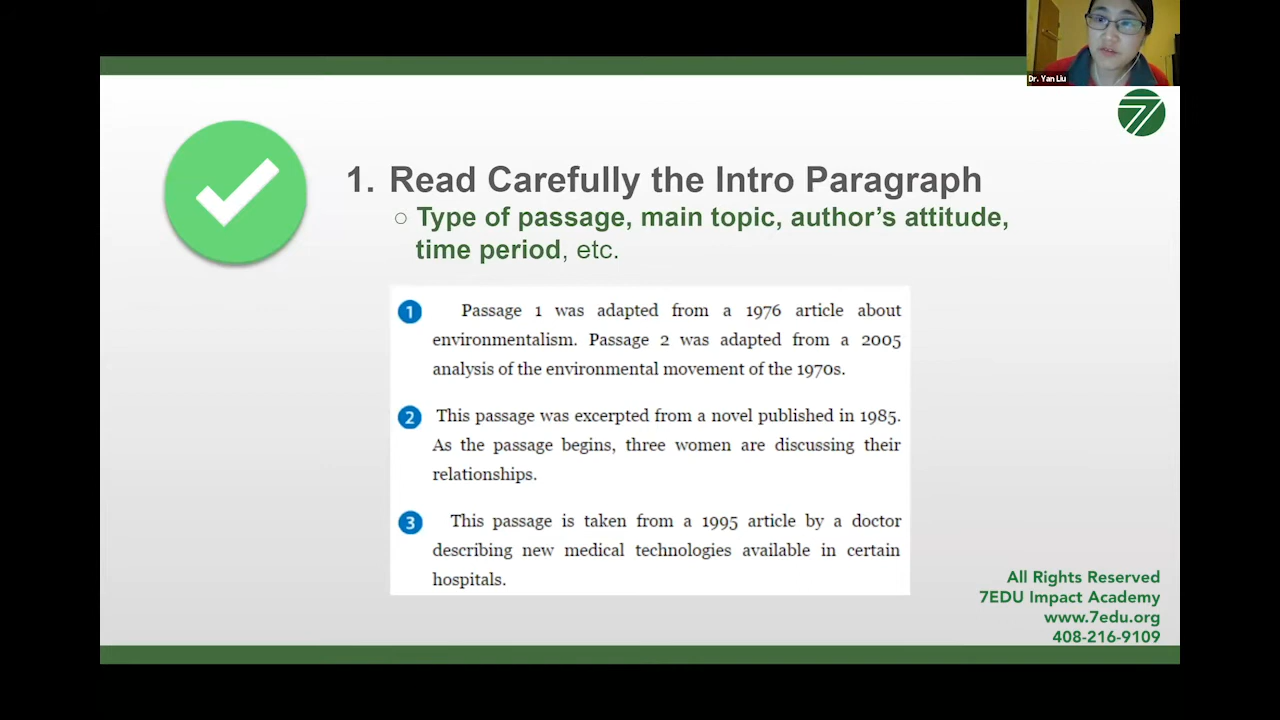 Dr. Yan Liu
1. Read Carefully the Intro Paragraph
○ Type of passage, main topic, author’s attitude,
time period, etc.
1 Passage 1 was adapted from a 1976 article about
environmentalism. Passage 2 was adapted from a 2005
analysis of the environmental movement of the 1970s.
2 This passage was excerpted from a novel published in 1985.
As the passage begins, three women are discussing their
relationships.
3 This passage is taken from a 1995 article by a doctor
describing new medical technologies available in certain
hospitals.
All Rights Reserved
7EDU Impact Academy
www.7edu.org
408-216-9109